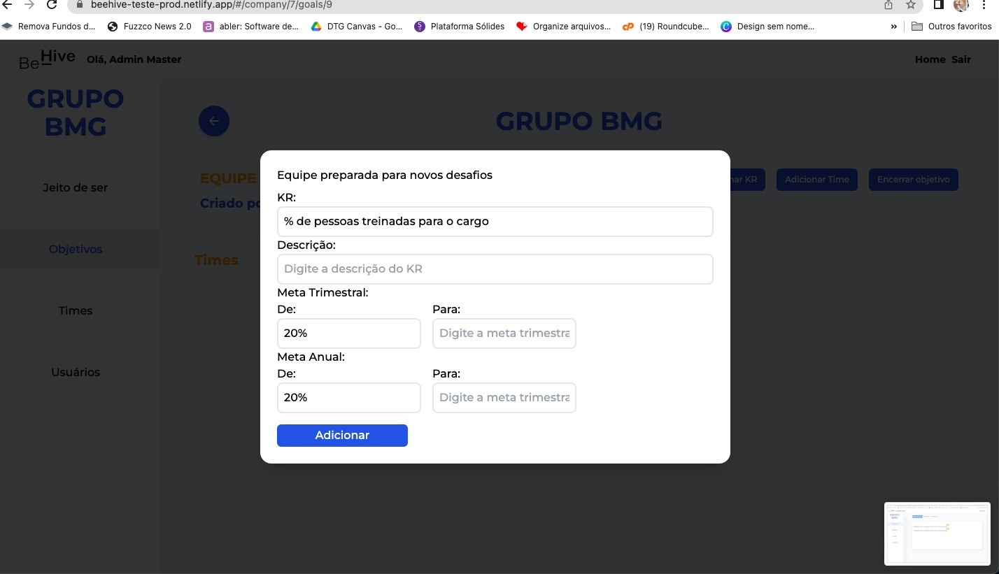 beehive-teste-prod.netlify.app/#/company/7/goals/9
Remova Fundos d... Fuzzco News 2.0 abler: Software de... DTG Canvas - Go... Plataforma Sólides Organize arquivos... (19) Roundcube... Design sem nome... » Outros favoritos
BeHive Olá, Admin Master Home Sair
GRUPO
BMG
GRUPO BMG
Jeito de ser
Objetivos
Times
Usuários
EQUIPE
Criado po
Times
nar KR Adicionar Time Encerrar objetivo
Equipe preparada para novos desafios
KR:
% de pessoas treinadas para o cargo
Descrição:
Digite a descrição do KR
Meta Trimestral:
De: Para:
20% Digite a meta trimestra
Meta Anual:
De: Para:
20% Digite a meta trimestra
Adicionar